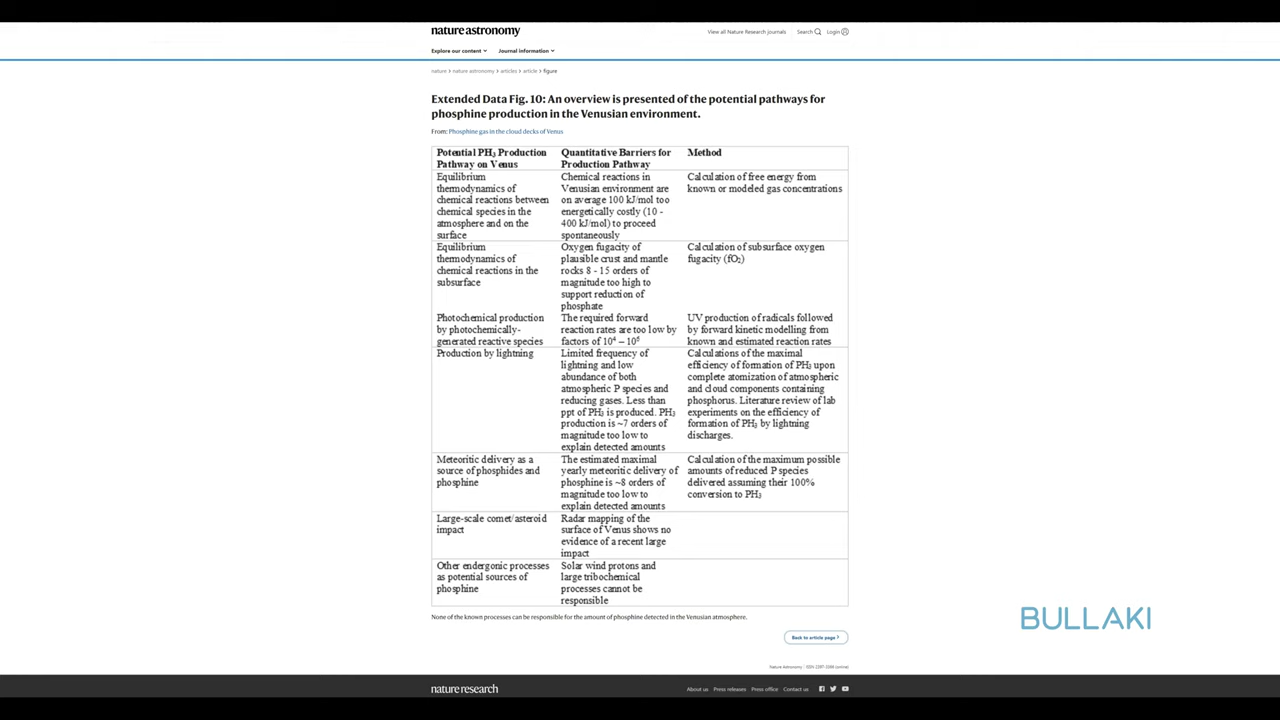 nature astronomy
View all Nature Research journals Search Login
Explore our content Journal information
nature > nature astronomy > articles > article > figure
Extended Data Fig. 10: An overview is presented of the potential pathways for
phosphine production in the Venusian environment.
From: Phosphine gas in the cloud decks of Venus
Potential PH₃ Production
Pathway on Venus
Quantitative Barriers for
Production Pathway
Method
Equilibrium
thermodynamics of
chemical reactions between
chemical species in the
atmosphere and on the
surface
Chemical reactions in
Venusian environment are
on average 100 kJ/mol too
energetically costly (10 -
400 kJ/mol) to proceed
spontaneously
Calculation of free energy from
known or modeled gas concentrations
Equilibrium
thermodynamics of
chemical reactions in the
subsurface
Oxygen fugacity of
plausible crust and mantle
rocks 8 - 15 orders of
magnitude too high to
support reduction of
phosphate
Calculation of subsurface oxygen
fugacity (fO₂)
Photochemical production
by photochemically-
generated reactive species
The required forward
reaction rates are too low by
factors of 10⁴ – 10⁶
UV production of radicals followed
by forward kinetic modelling from
known and estimated reaction rates
Production by lightning
Limited frequency of
lightning and low
abundance of both
atmospheric P species and
reducing gases. Less than
ppt of PH₃ is produced. PH₃
production is ~7 orders of
magnitude too low to
explain detected amounts
Calculations of the maximal
efficiency of formation of PH₃ upon
complete atomization of atmospheric
and cloud components containing
phosphorus. Literature review of lab
experiments on the efficiency of
formation of PH₃ by lightning
discharges.
Meteoritic delivery as a
source of phosphides and
phosphine
The estimated maximal
yearly meteoritic delivery of
phosphine is ~8 orders of
magnitude too low to
explain detected amounts
Calculation of the maximum possible
amounts of reduced P species
delivered assuming their 100%
conversion to PH₃
Large-scale comet/asteroid
impact
Radar mapping of the
surface of Venus shows no
evidence of a recent large
impact
Other endergonic processes
as potential sources of
phosphine
Solar wind protons and
large tribochemical
processes cannot be
responsible
None of the known processes can be responsible for the amount of phosphine detected in the Venusian atmosphere.
BULLAKI
Back to article page >
Nature Astronomy | ISSN 2397-3366 (online)
nature research
About us Press releases Press office Contact us